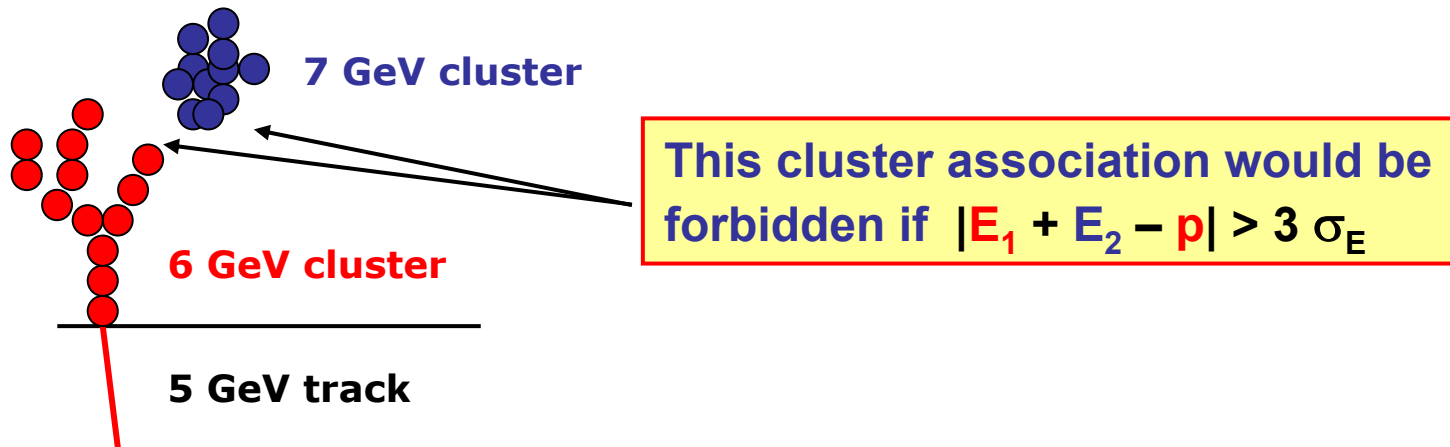 7 GeV cluster
This cluster association would be
forbidden if |E₁ + E₂ – p| > 3 σ_E
6 GeV cluster
5 GeV track